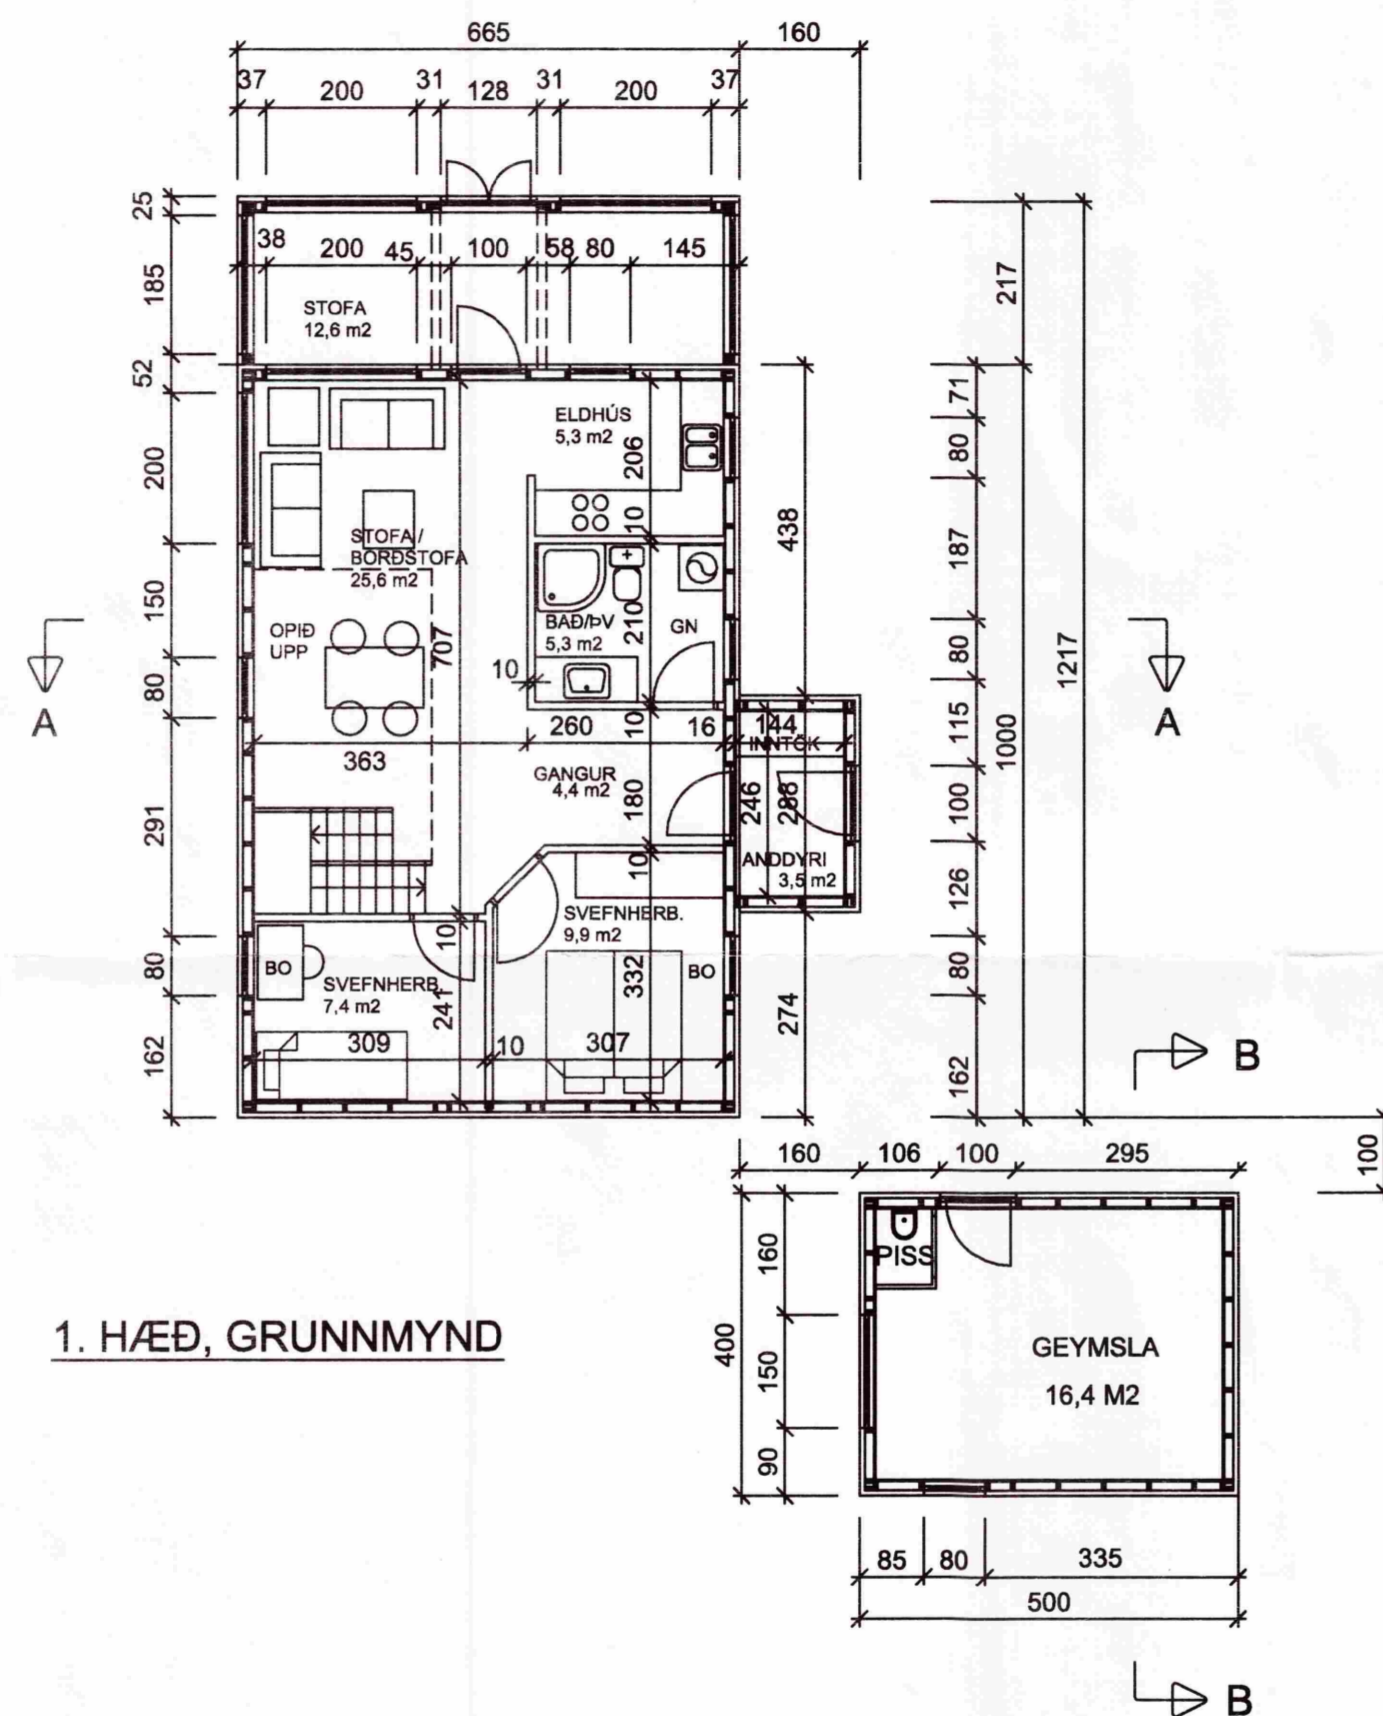 665 160
37 200 31 128 31 200 37
25
38 200 45 100 58 80 145
185
217
STOFA
12,6 m2
52
71
ELDHÚS
5,3 m2
206
80
200
10
438
187
STOFA /
BORÐSTOFA
25,6 m2
150
OPIÐ
UPP
707
BAÐ/ÞV
5,3 m2
210
GN
80
1217
A
A
10
80
363
260
10
16
144
INNTÖK
115
1000
GANGUR
4,4 m2
180
246
288
100
291
10
ANDDYRI
3,5 m2
126
SVEFNHERB.
9,9 m2
10
80
BO
SVEFNHERB.
7,4 m2
241
332
BO
80
274
162
309
10
307
162
B
160 106 100 295
100
160
PISS
400
150
GEYMSLA
16,4 M2
90
1. HÆÐ, GRUNNMYND
85 80 335
500
B